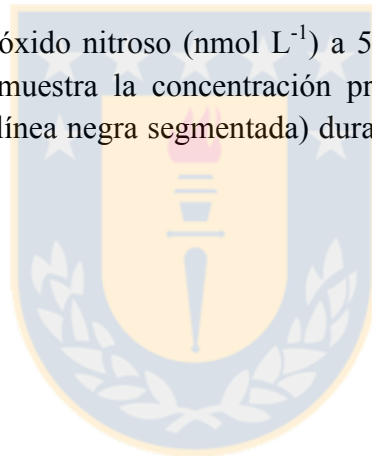 óxido nitroso (nmol L⁻¹) a 5
muestra la concentración pr
línea negra segmentada) dura